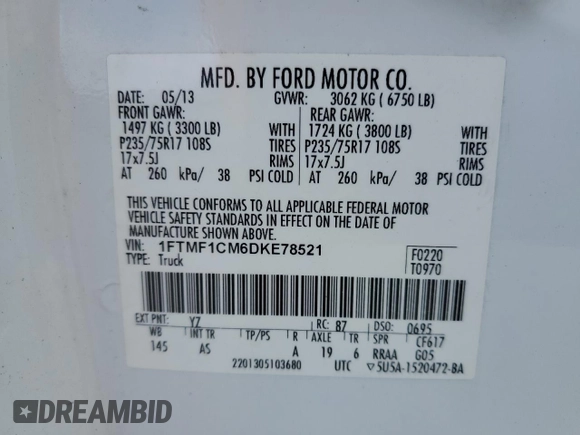 MFD. BY FORD MOTOR CO.
DATE: 05/13 GVWR: 3062 KG ( 6750 LB)
FRONT GAWR: REAR GAWR:
1497 KG ( 3300 LB) WITH 1724 KG ( 3800 LB) WITH
P235/75R17 108S TIRES P235/75R17 108S TIRES
17x7.5J RIMS 17x7.5J RIMS
AT 260 kPa/ 38 PSI COLD AT 260 kPa/ 38 PSI COLD
THIS VEHICLE CONFORMS TO ALL APPLICABLE FEDERAL MOTOR
VEHICLE SAFETY STANDARDS IN EFFECT ON THE DATE OF
MANUFACTURE SHOWN ABOVE.
VIN: 1FTMF1CM6DKE78521 F0220
TYPE: Truck T0970
EXT PNT: YZ RC: 87 DSO: 0695
WB INT TR TP/PS R AXLE TR SPR CF617
145 AS A 19 6 RRAA G05
2201305103680 UTC ▽5U5A-1520472-BA
DREAMBID